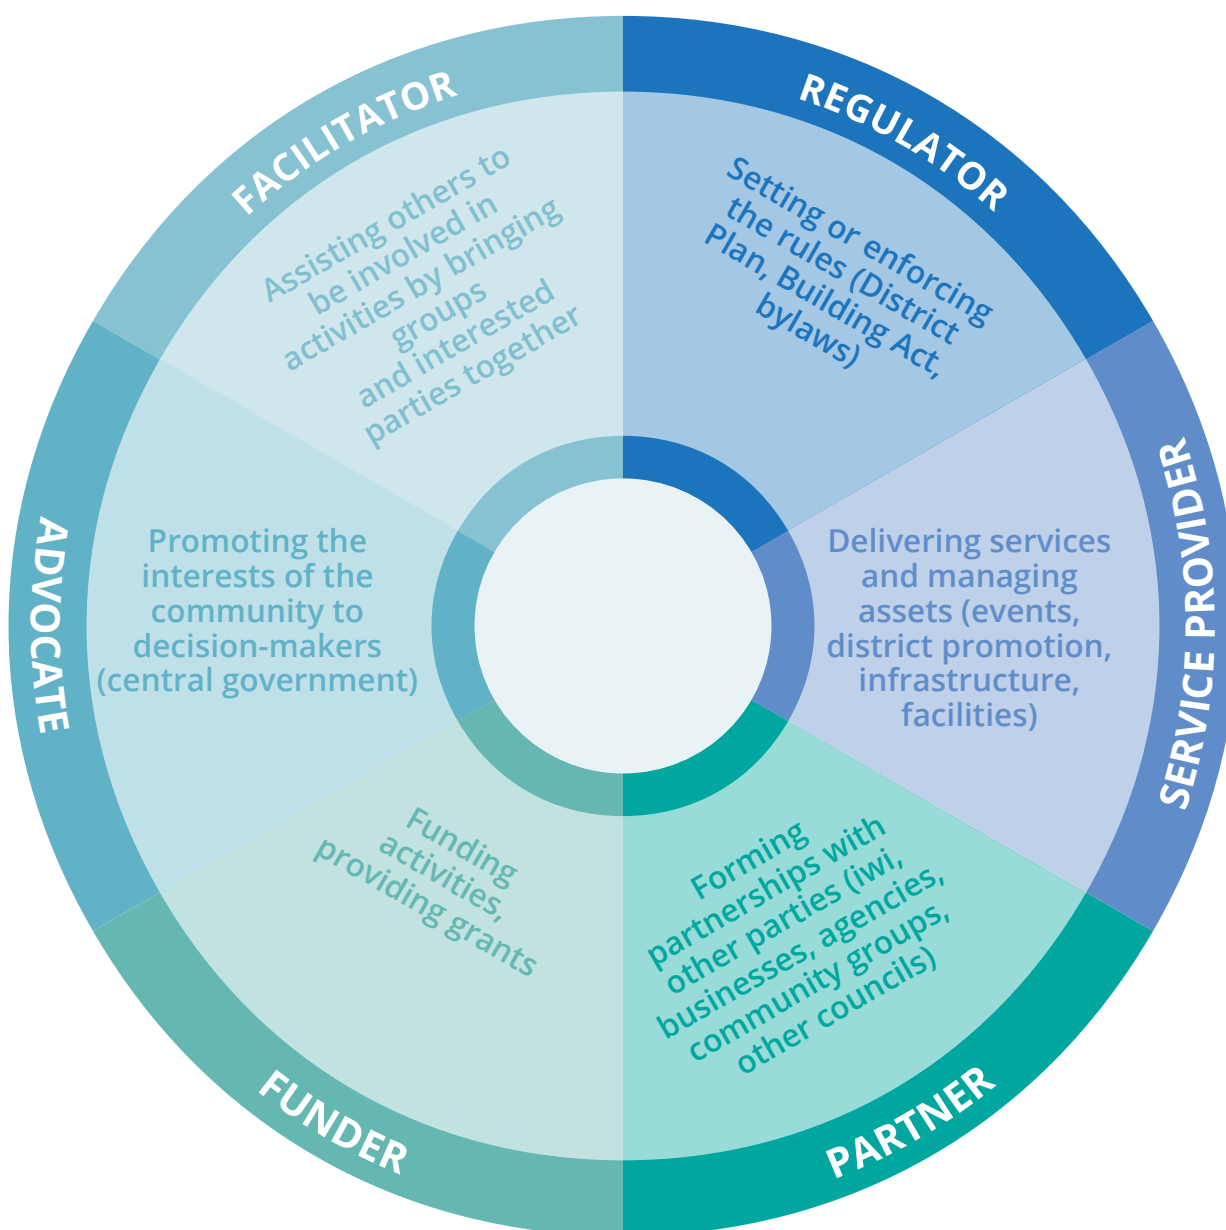 FACILITATOR
Assisting others to
be involved in
activities by bringing
groups
and interested
parties together
REGULATOR
Setting or enforcing
the rules (District
Plan, Building Act,
bylaws)
SERVICE PROVIDER
Delivering services
and managing
assets (events,
district promotion,
infrastructure,
facilities)
PARTNER
Forming
partnerships with
other parties (iwi,
businesses, agencies,
community groups,
other councils)
FUNDER
Funding
activities,
providing grants
ADVOCATE
Promoting the
interests of the
community to
decision-makers
(central government)